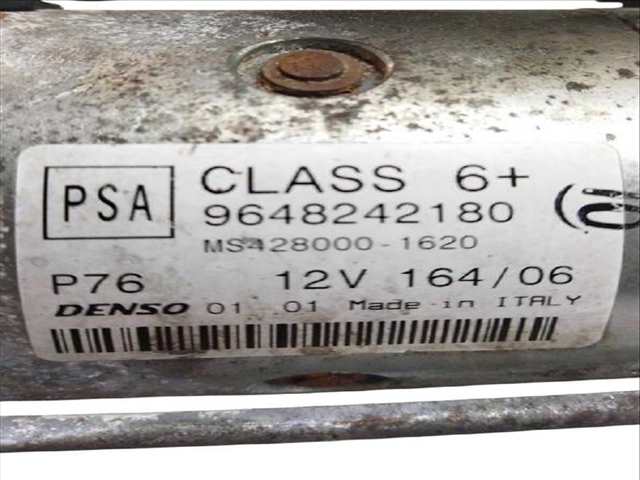 PSA
CLASS 6+
9648242180
MS428000-1620
P76 12V 164/06
DENSO 01 01 Made in ITALY